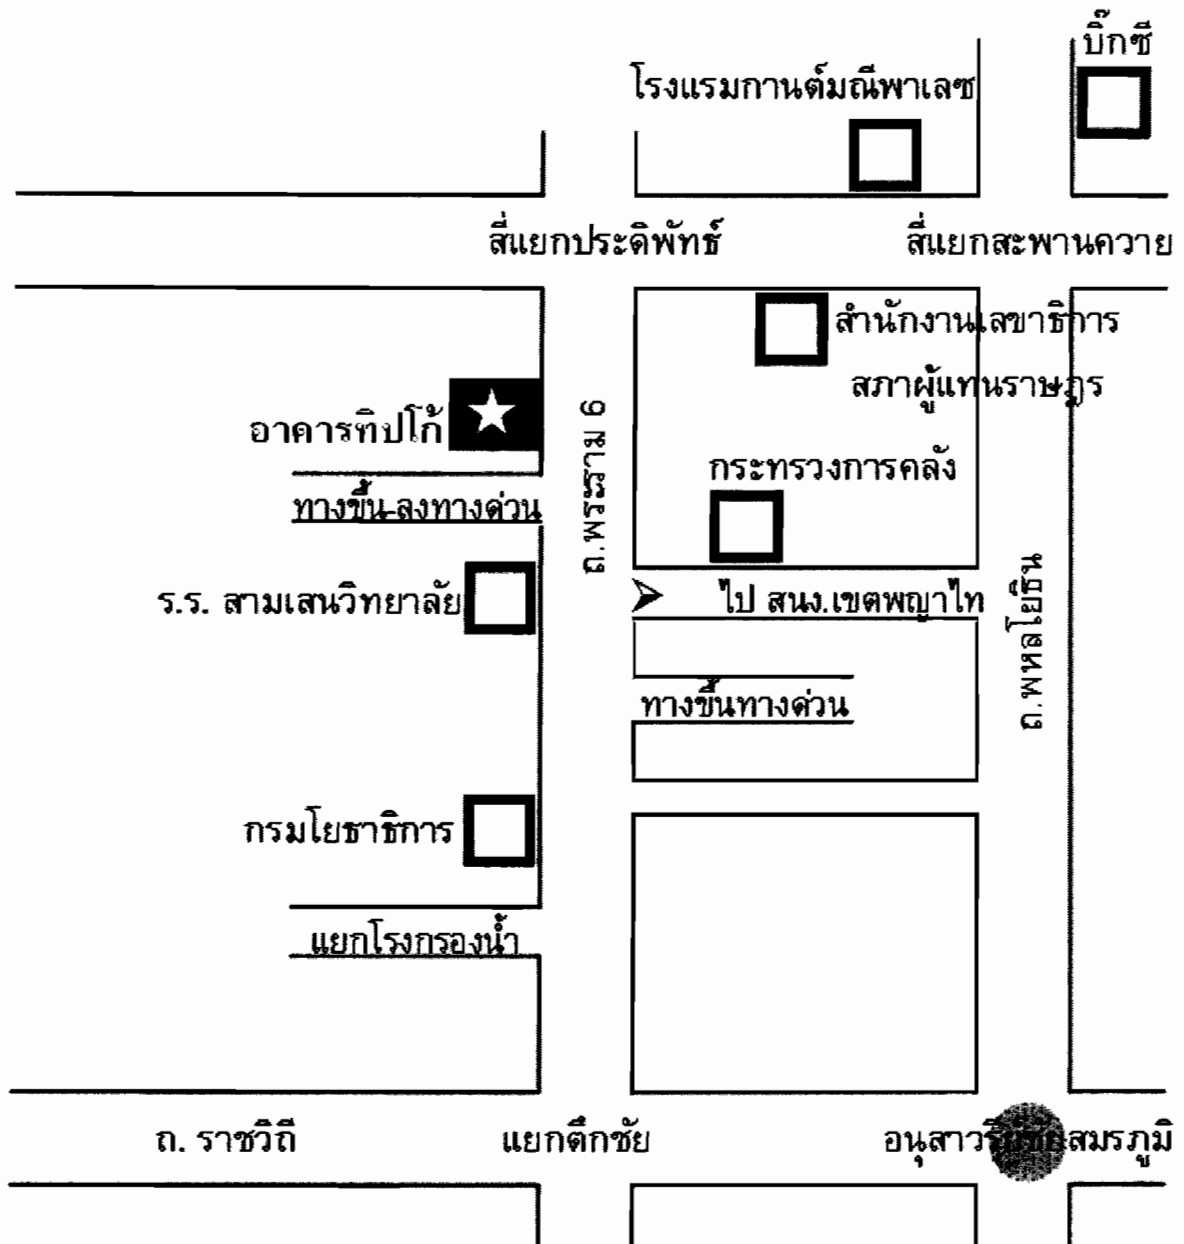 บิ๊กซี
โรงแรมกานต์มณีพาเลซ
สี่แยกประดิพัทธ์
สี่แยกสะพานควาย
สำนักงานเลขาธิการ
สภาผู้แทนราษฎร
อาคารทิปโก้
ถ.พระราม 6
กระทรวงการคลัง
ทางขึ้น-ลงทางด่วน
ร.ร. สามเสนวิทยาลัย
ไป สนง.เขตพญาไท
ถ.พหลโยธิน
ทางขึ้นทางด่วน
กรมโยธาธิการ
แยกโรงกรองน้ำ
ถ. ราชวิถี
แยกตึกชัย
อนุสาวรีย์ชัยสมรภูมิ